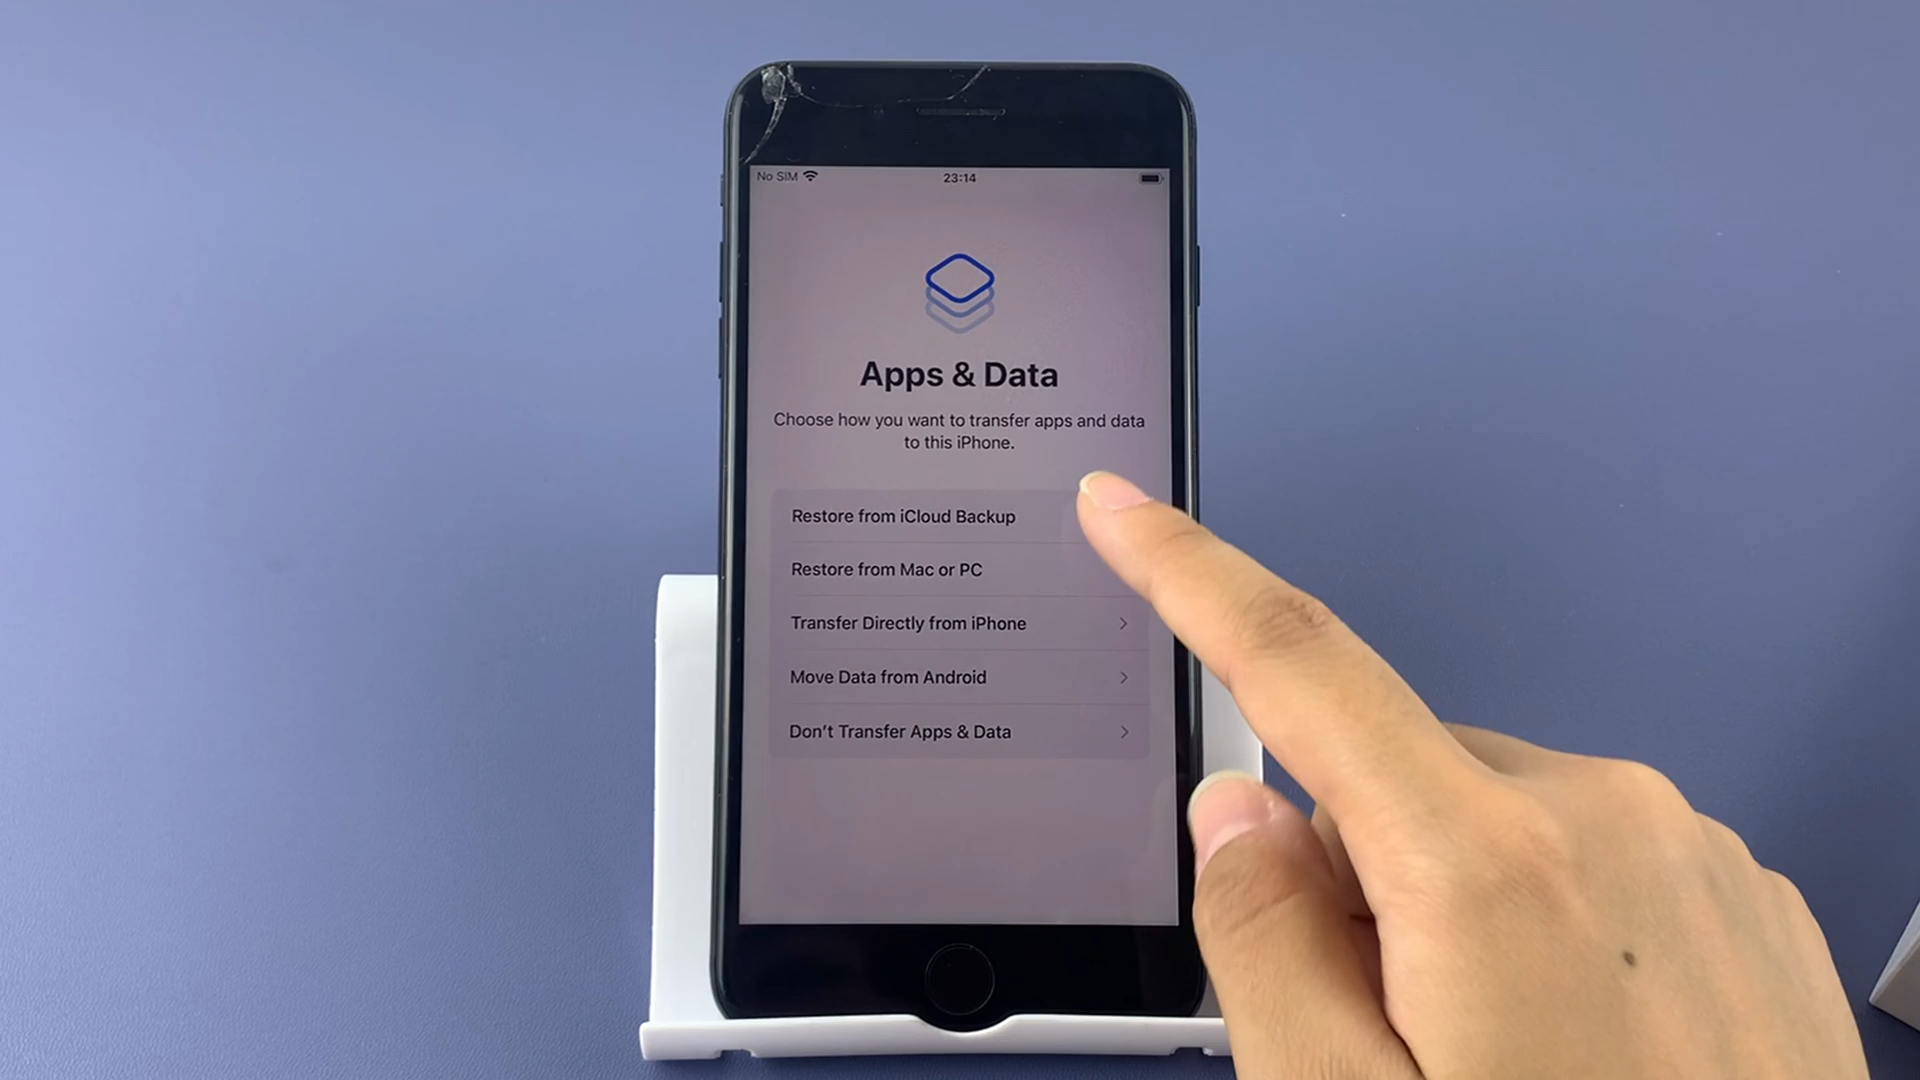 No SIM
23:14
Apps & Data
Choose how you want to transfer apps and data
to this iPhone.
Restore from iCloud Backup
Restore from Mac or PC
Transfer Directly from iPhone
Move Data from Android
Don't Transfer Apps & Data